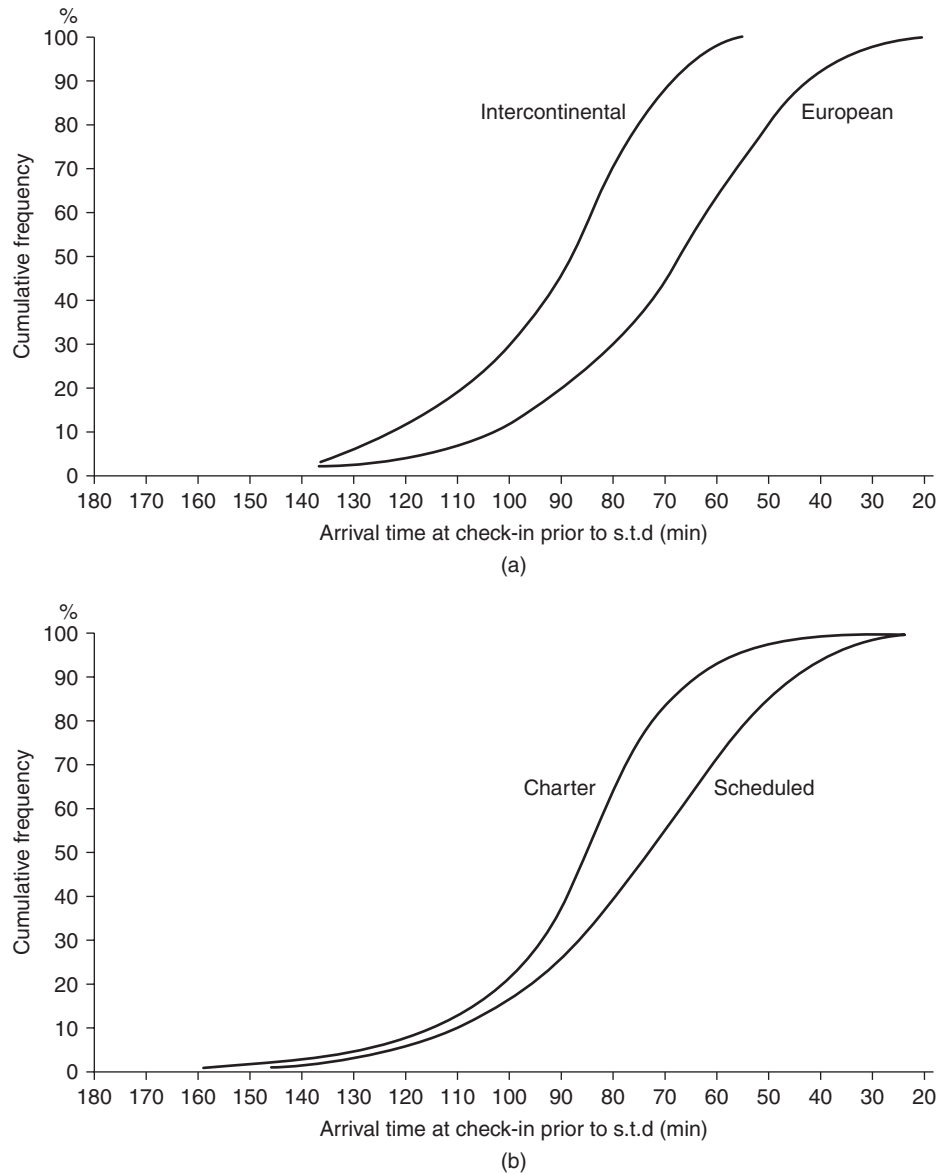 %
100
90
80
70
60
50
40
30
20
10
0
Cumulative frequency
Intercontinental
European
180 170 160 150 140 130 120 110 100 90 80 70 60 50 40 30 20
Arrival time at check-in prior to s.t.d (min)
(a)
%
100
90
80
70
60
50
40
30
20
10
0
Cumulative frequency
Charter
Scheduled
180 170 160 150 140 130 120 110 100 90 80 70 60 50 40 30 20
Arrival time at check-in prior to s.t.d (min)
(b)